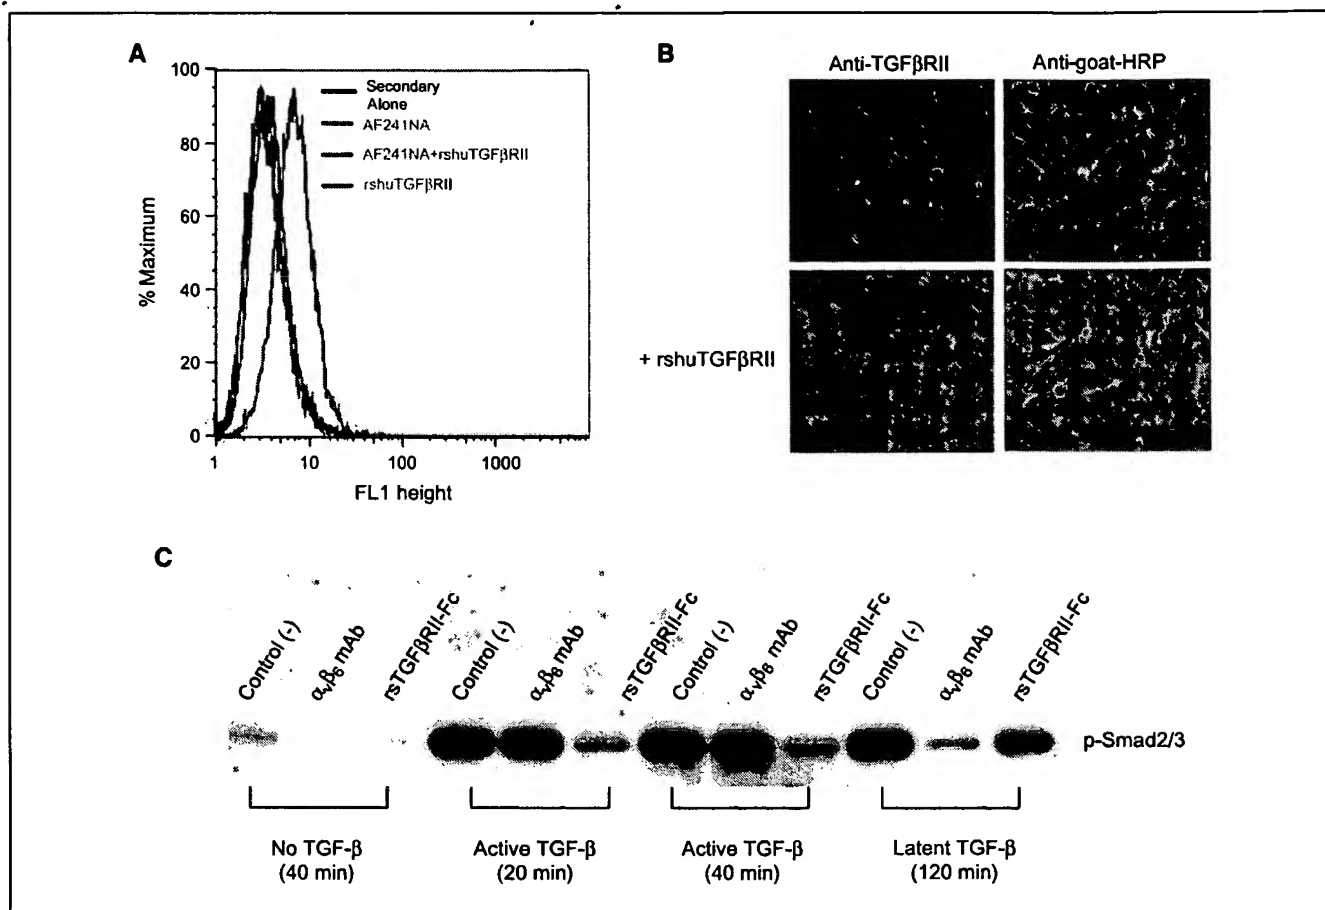 A
100
80
60
40
20
0
% Maximum
Secondary
Alone
AF241NA
AF241NA+rshuTGFβRII
rshuTGFβRII
1
10
100
1000
FL1 height
B
Anti-TGFβRII
Anti-goat-HRP
+ rshuTGFβRII
C
Control (-)
αvβ6 mAb
rsTGFβRII-Fc
Control (-)
αvβ6 mAb
rsTGFβRII-Fc
Control (-)
αvβ6 mAb
rsTGFβRII-Fc
Control (-)
αvβ6 mAb
rsTGFβRII-Fc
p-Smad2/3
No TGF-β
(40 min)
Active TGF-β
(20 min)
Active TGF-β
(40 min)
Latent TGF-β
(120 min)